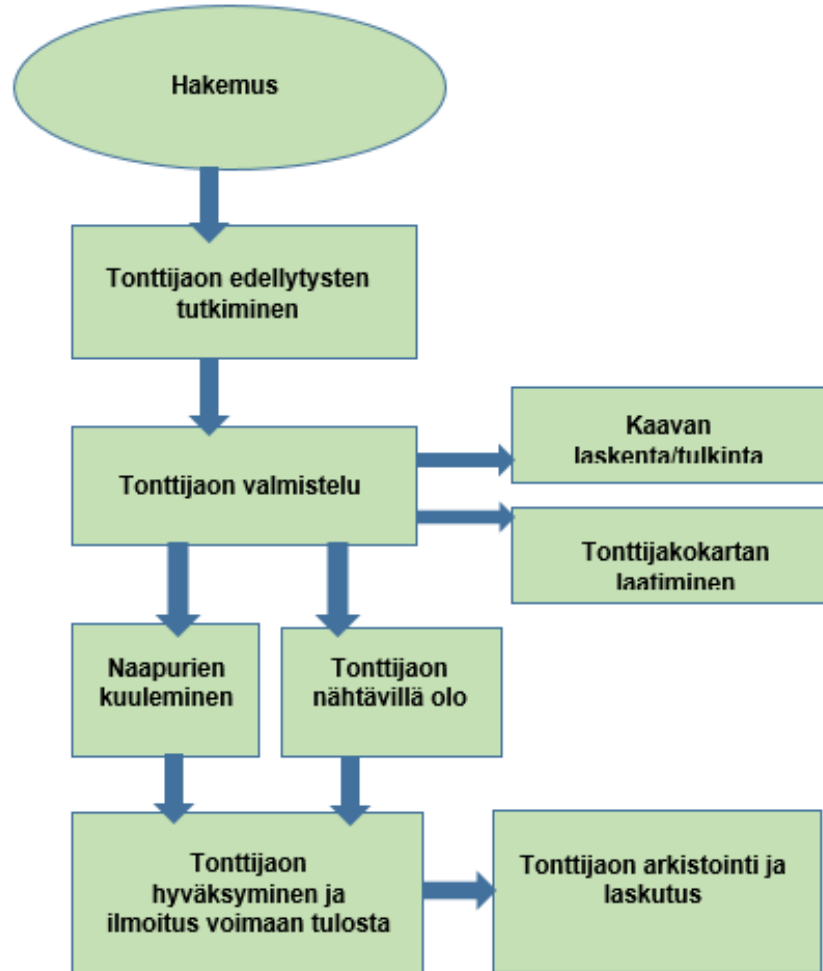 Hakemus
Tonttijaon edellytysten
tutkiminen
Tonttijaon valmistelu
Kaavan
laskenta/tulkinta
Tonttijakokartan
laatiminen
Naapurien
kuuleminen
Tonttijaon
nähtävillä olo
Tonttijaon
hyväksyminen ja
ilmoitus voimaan tulosta
Tonttijaon arkistointi ja
laskutus